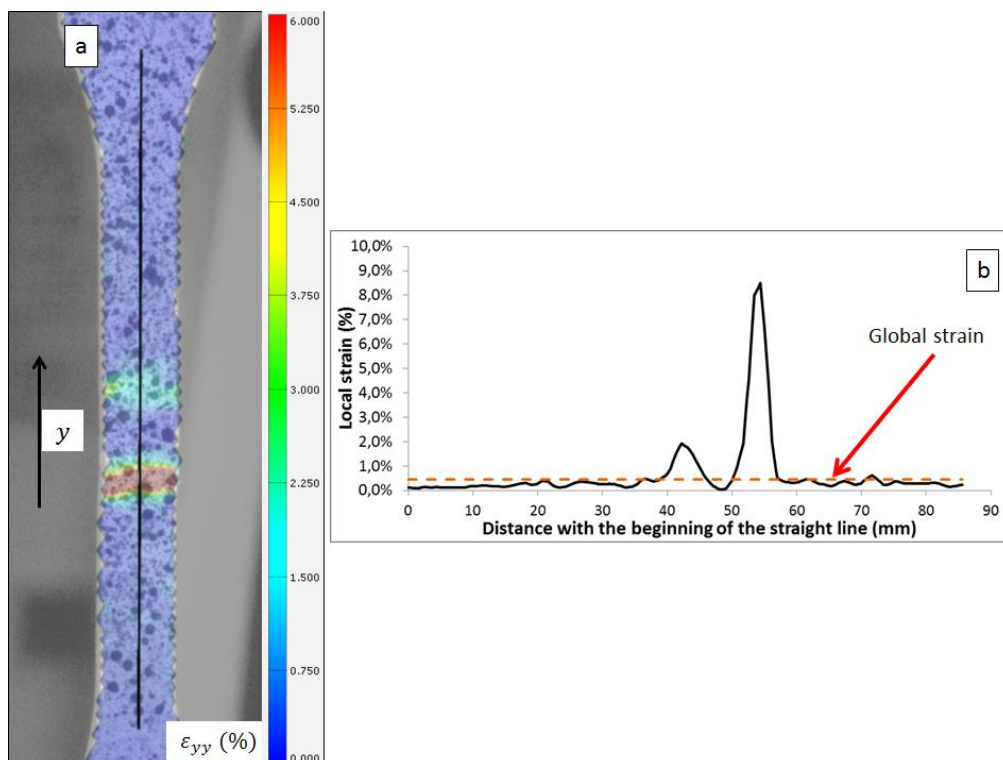 a
y
ε_yy (%)
6.000
5.250
4.500
3.750
3.000
2.250
1.500
0.750
0.000
b
10,0%
9,0%
8,0%
7,0%
6,0%
5,0%
4,0%
3,0%
2,0%
1,0%
0,0%
Local strain (%)
Global strain
0 10 20 30 40 50 60 70 80 90
Distance with the beginning of the straight line (mm)